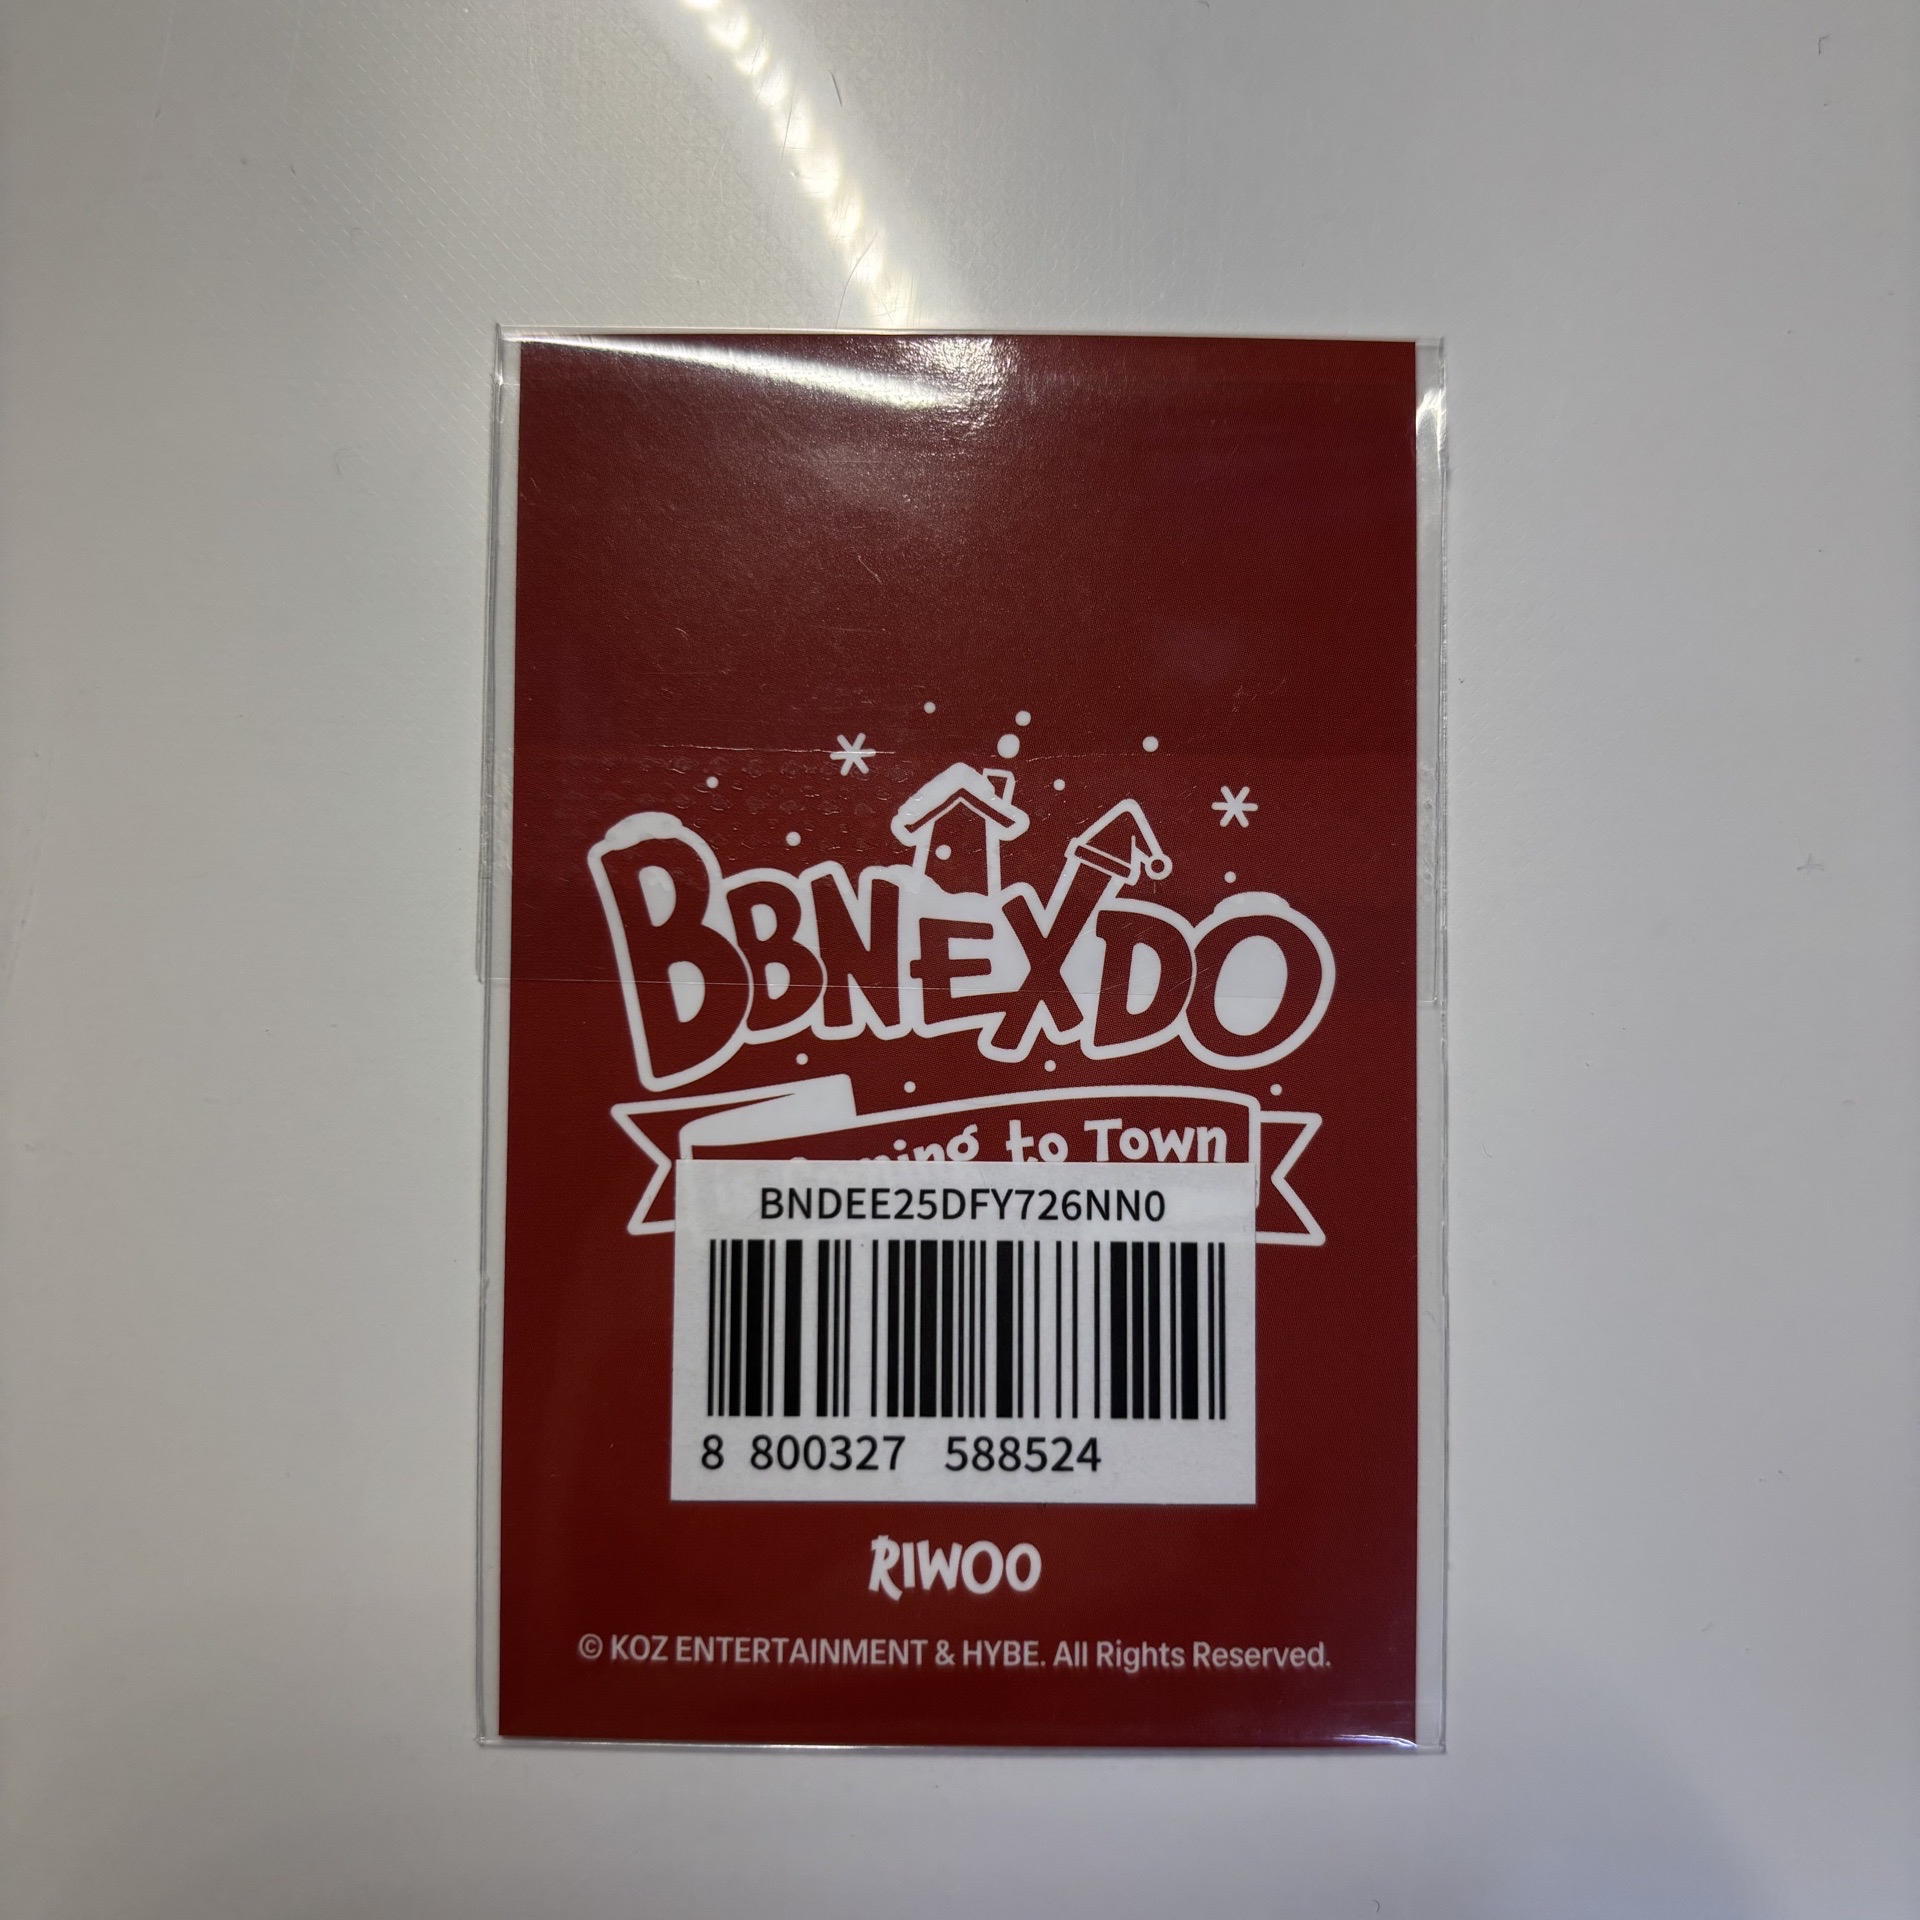 BBNEXDO
to Town
BNDEE25DFY726NN0
8 800327 588524
RIWOO
© KOZ ENTERTAINMENT & HYBE. All Rights Reserved.